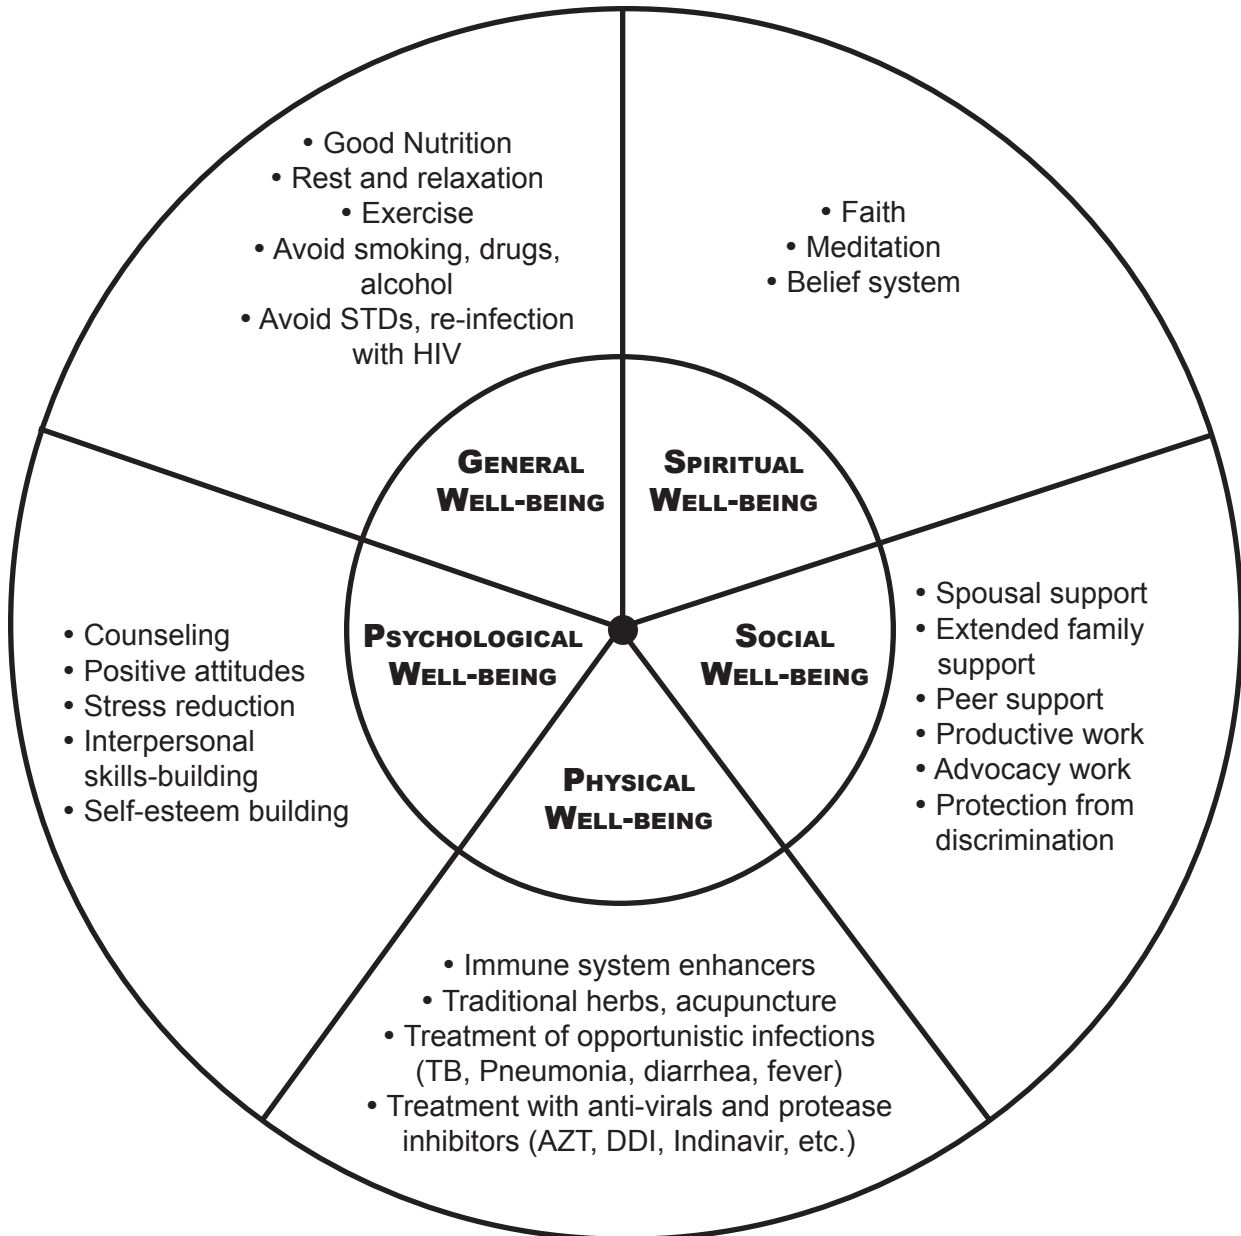 • Good Nutrition
• Rest and relaxation
• Exercise
• Avoid smoking, drugs,
alcohol
• Avoid STDs, re-infection
with HIV
• Faith
• Meditation
• Belief system
GENERAL
WELL-BEING
SPIRITUAL
WELL-BEING
• Counseling
• Positive attitudes
• Stress reduction
• Interpersonal
skills-building
• Self-esteem building
PSYCHOLOGICAL
WELL-BEING
SOCIAL
WELL-BEING
• Spousal support
• Extended family
support
• Peer support
• Productive work
• Advocacy work
• Protection from
discrimination
PHYSICAL
WELL-BEING
• Immune system enhancers
• Traditional herbs, acupuncture
• Treatment of opportunistic infections
(TB, Pneumonia, diarrhea, fever)
• Treatment with anti-virals and protease
inhibitors (AZT, DDI, Indinavir, etc.)